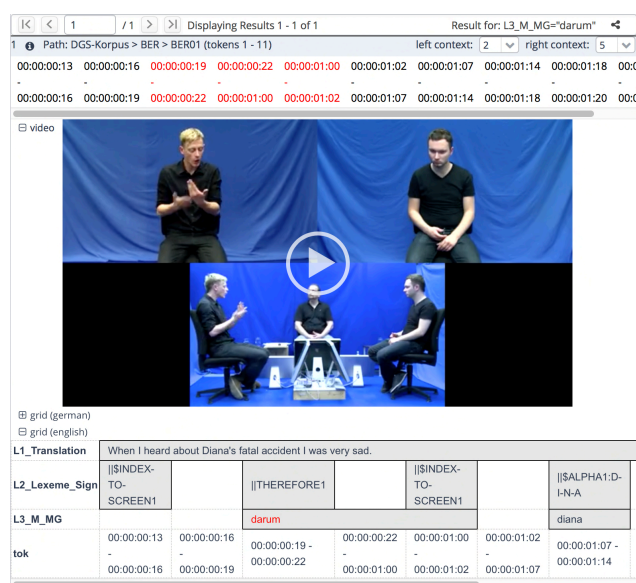 1 / 1 Displaying Results 1 - 1 of 1 Result for: L3_M_MG="darum"
1 Path: DGS-Korpus > BER > BER01 (tokens 1 - 11) left context: 2 right context: 5
00:00:00:13 00:00:00:16 00:00:00:19 00:00:00:22 00:00:01:00 00:00:01:02 00:00:01:07 00:00:01:14 00:00:01:18 00:0
- - - - - - - - - -
00:00:00:16 00:00:00:19 00:00:00:22 00:00:01:00 00:00:01:02 00:00:01:07 00:00:01:14 00:00:01:18 00:00:01:20 00:0
video
grid (german)
grid (english)
L1_Translation When I heard about Diana's fatal accident I was very sad.
L2_Lexeme_Sign ||$INDEX-TO-SCREEN1 ||THEREFORE1 ||$INDEX-TO-SCREEN1 ||$ALPHA1:D-I-N-A
L3_M_MG darum diana
tok 00:00:00:13 - 00:00:00:16 00:00:00:16 - 00:00:00:19 00:00:00:19 - 00:00:00:22 00:00:00:22 - 00:00:01:00 00:00:01:00 - 00:00:01:02 00:00:01:02 - 00:00:01:07 00:00:01:07 - 00:00:01:14